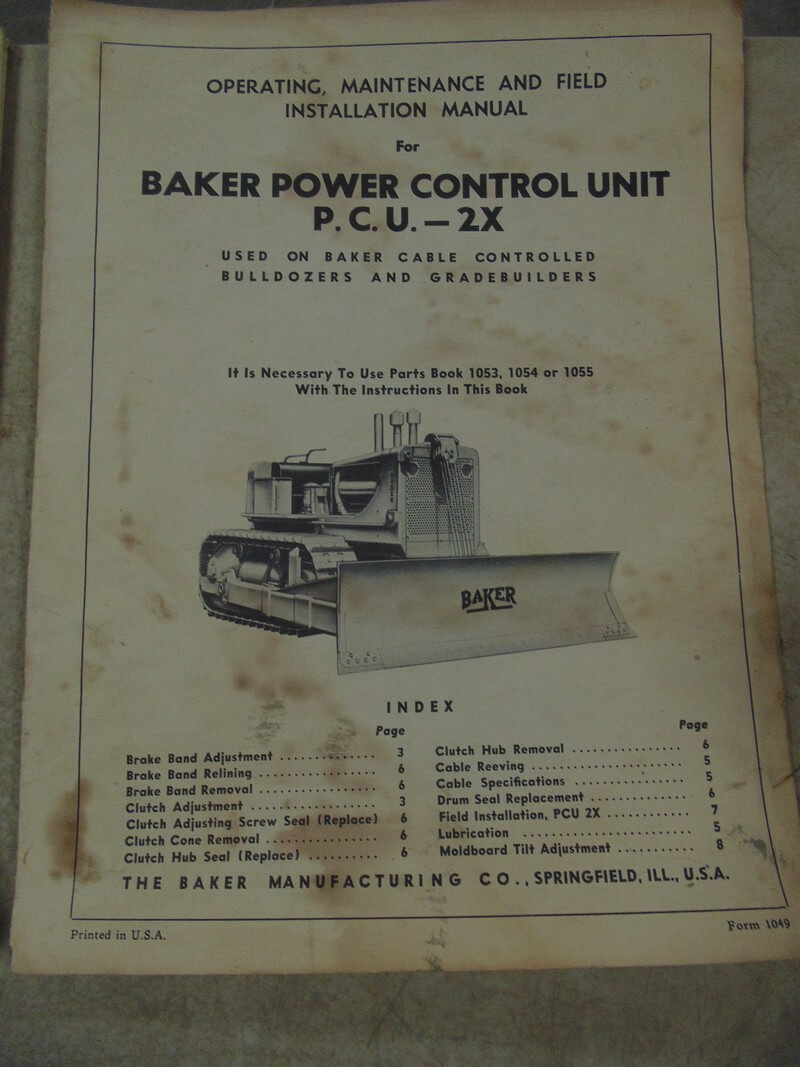 OPERATING, MAINTENANCE AND FIELD
INSTALLATION MANUAL
For
BAKER POWER CONTROL UNIT
P. C. U. – 2X
USED ON BAKER CABLE CONTROLLED
BULLDOZERS AND GRADEBUILDERS
It Is Necessary To Use Parts Book 1053, 1054 or 1055
With The Instructions In This Book
BAKER
INDEX
Page
Brake Band Adjustment .............. 3
Brake Band Relining ................. 6
Brake Band Removal ................. 6
Clutch Adjustment .................. 3
Clutch Adjusting Screw Seal (Replace) 6
Clutch Cone Removal ................ 6
Clutch Hub Seal (Replace) .......... 6
Page
Clutch Hub Removal ................ 6
Cable Reeving ....................... 5
Cable Specifications ................ 5
Drum Seal Replacement ............. 6
Field Installation, PCU 2X ........... 7
Lubrication ......................... 5
Moldboard Tilt Adjustment ........... 8
THE BAKER MANUFACTURING CO., SPRINGFIELD, ILL., U.S.A.
Printed in U.S.A.
Form 1049